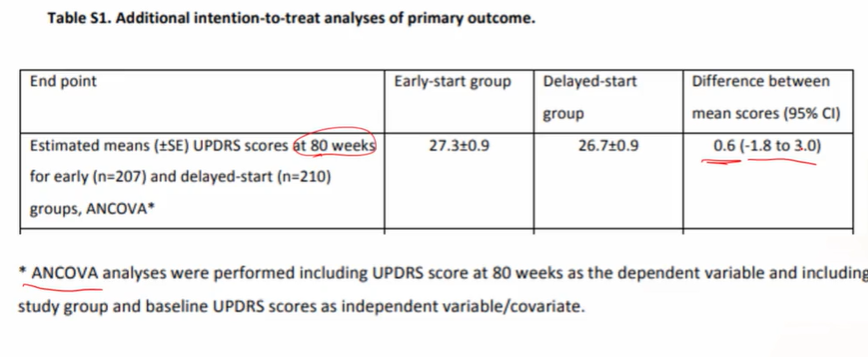 Table S1. Additional intention-to-treat analyses of primary outcome.
End point
Early-start group
Delayed-start
group
Difference between
mean scores (95% CI)
Estimated means (±SE) UPDRS scores at 80 weeks
for early (n=207) and delayed-start (n=210)
groups, ANCOVA*
27.3±0.9
26.7±0.9
0.6 (-1.8 to 3.0)
* ANCOVA analyses were performed including UPDRS score at 80 weeks as the dependent variable and including
study group and baseline UPDRS scores as independent variable/covariate.